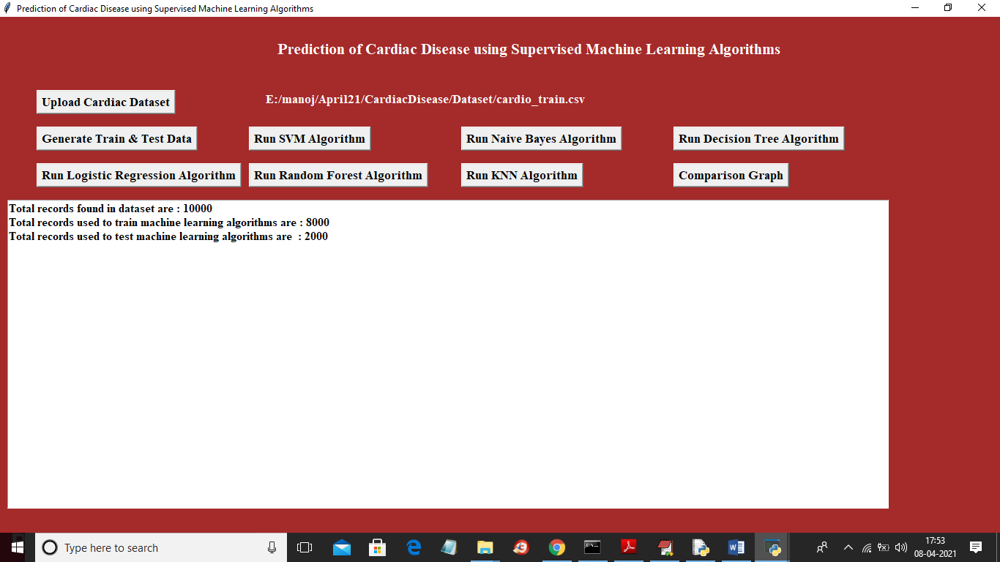 Prediction of Cardiac Disease using Supervised Machine Learning Algorithms
Prediction of Cardiac Disease using Supervised Machine Learning Algorithms
Upload Cardiac Dataset
E:/manoj/April21/CardiacDisease/Dataset/cardio_train.csv
Generate Train & Test Data
Run SVM Algorithm
Run Naive Bayes Algorithm
Run Decision Tree Algorithm
Run Logistic Regression Algorithm
Run Random Forest Algorithm
Run KNN Algorithm
Comparison Graph
Total records found in dataset are : 10000
Total records used to train machine learning algorithms are : 8000
Total records used to test machine learning algorithms are  : 2000
Type here to search
17:53
08-04-2021